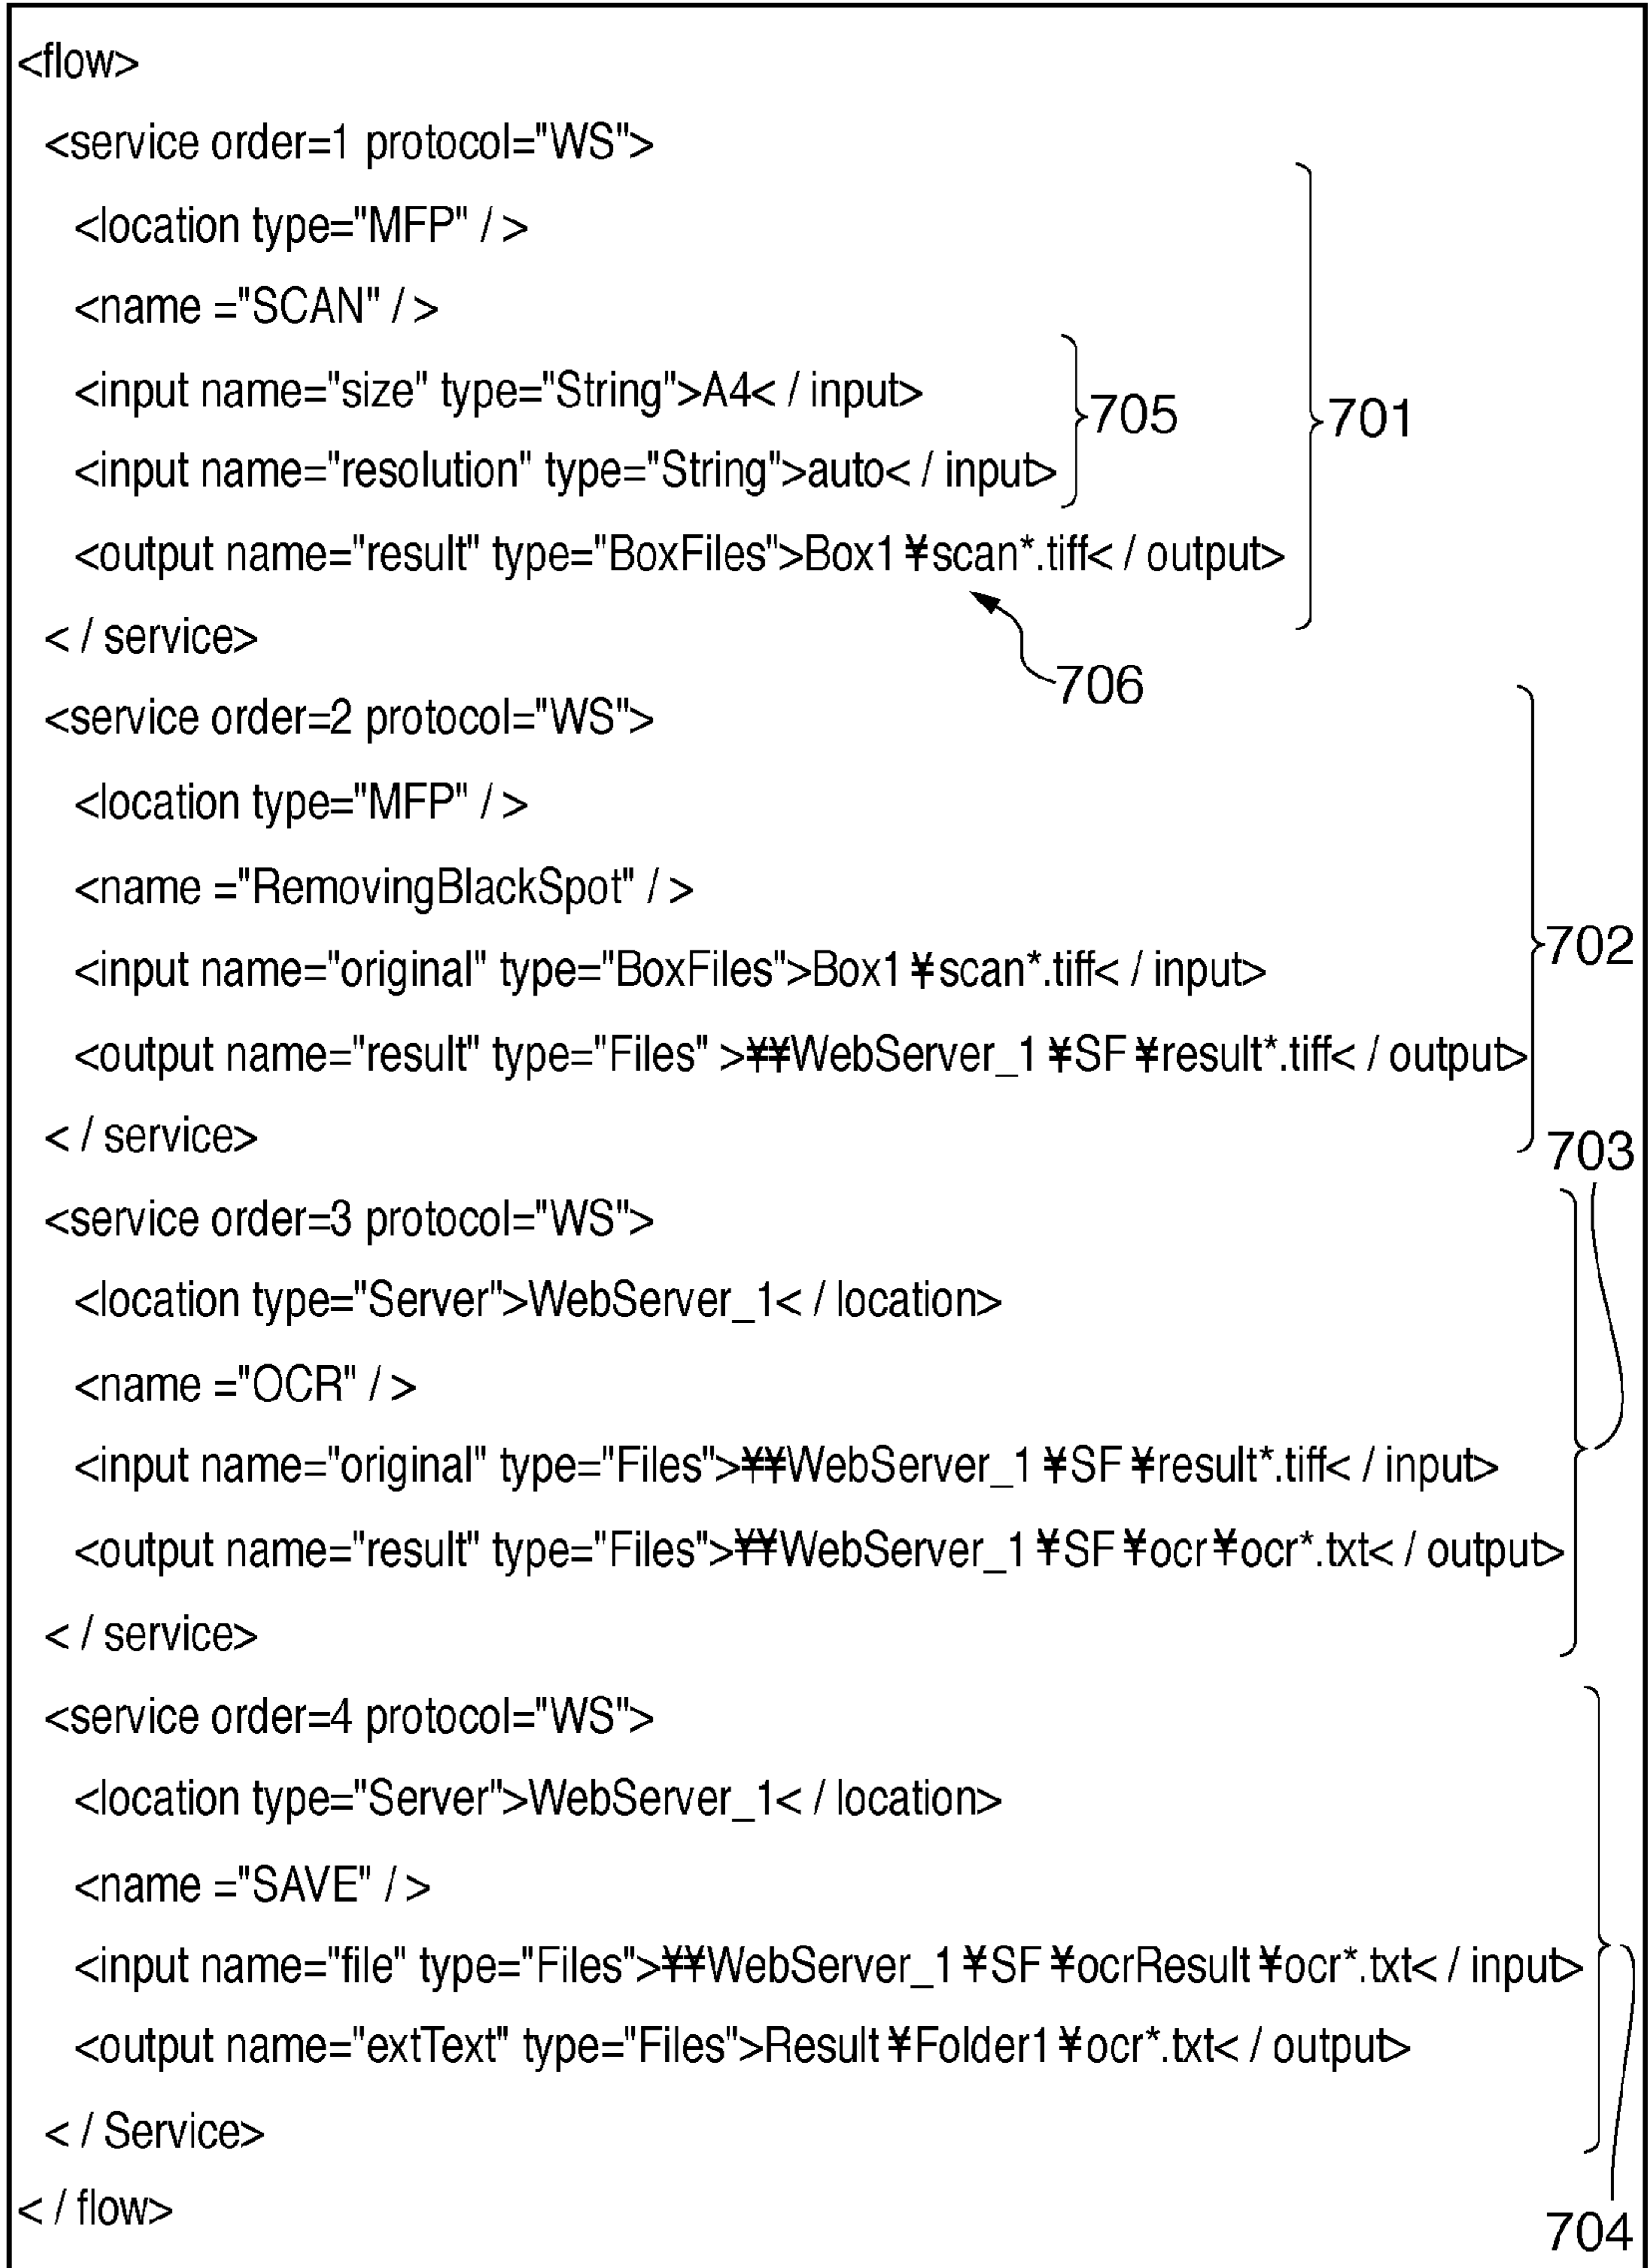 <flow>
<service order=1 protocol="WS">
<location type="MFP" / >
<name ="SCAN" / >
<input name="size" type="String">A4< / input>
<input name="resolution" type="String">auto< / input>
705
701
<output name="result" type="BoxFiles">Box1¥scan*.tiff< / output>
< / service>
706
<service order=2 protocol="WS">
<location type="MFP" / >
<name ="RemovingBlackSpot" / >
<input name="original" type="BoxFiles">Box1¥scan*.tiff< / input>
702
<output name="result" type="Files" >¥¥WebServer_1¥SF¥result*.tiff< / output>
< / service>
703
<service order=3 protocol="WS">
<location type="Server">WebServer_1< / location>
<name ="OCR" / >
<input name="original" type="Files">¥¥WebServer_1¥SF¥result*.tiff< / input>
<output name="result" type="Files">¥¥WebServer_1¥SF¥ocr¥ocr*.txt< / output>
< / service>
<service order=4 protocol="WS">
<location type="Server">WebServer_1< / location>
<name ="SAVE" / >
<input name="file" type="Files">¥¥WebServer_1¥SF¥ocrResult¥ocr*.txt< / input>
<output name="extText" type="Files">Result¥Folder1¥ocr*.txt< / output>
< / Service>
< / flow>
704